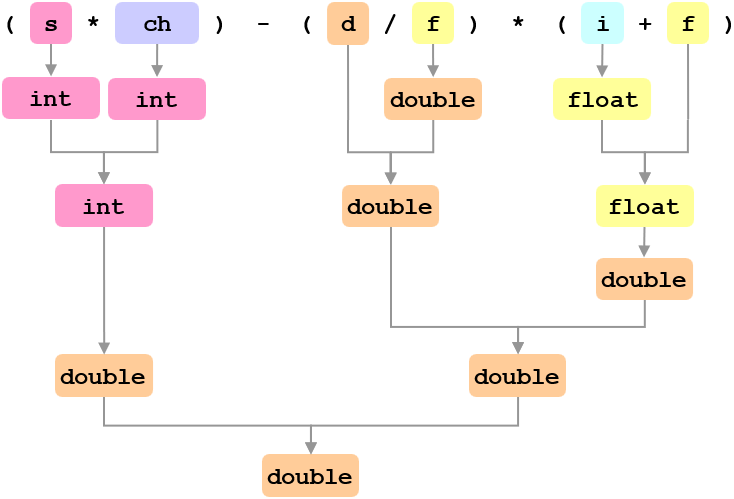 ( s * ch ) - ( d / f ) * ( i + f )
int int double float
int double float
double
double double
double